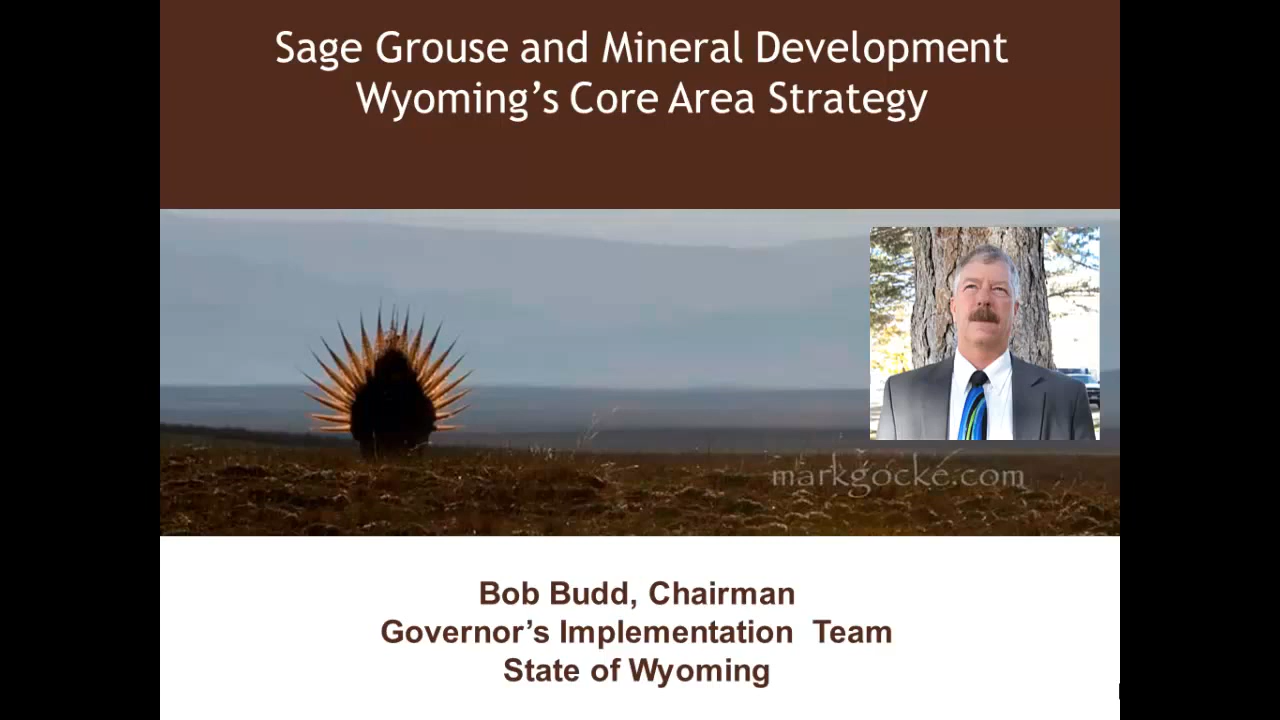 Sage Grouse and Mineral Development
Wyoming’s Core Area Strategy
markgocke.com
Bob Budd, Chairman
Governor’s Implementation Team
State of Wyoming